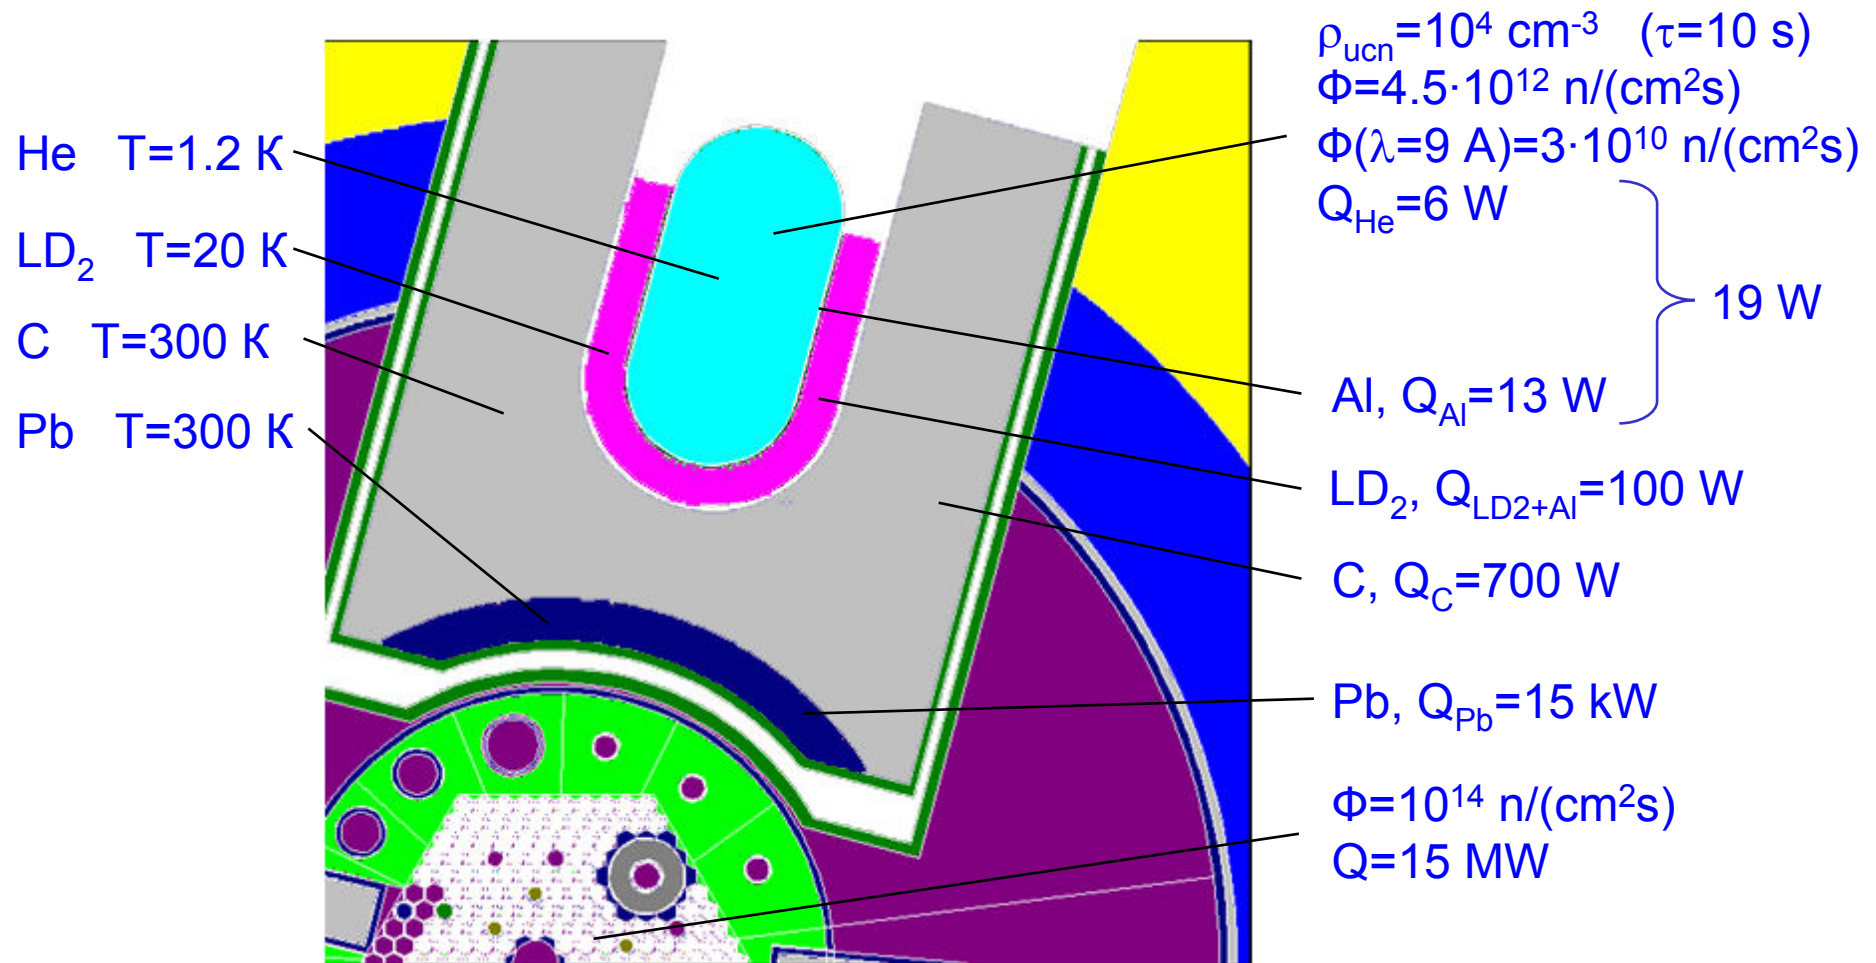 He T=1.2 К
LD₂ T=20 К
C T=300 К
Pb T=300 К
ρucn=10⁴ cm⁻³ (τ=10 s)
Φ=4.5·10¹² n/(cm²s)
Φ(λ=9 A)=3·10¹⁰ n/(cm²s)
QHe=6 W
19 W
Al, QAl=13 W
LD₂, QLD2+Al=100 W
C, QC=700 W
Pb, QPb=15 kW
Φ=10¹⁴ n/(cm²s)
Q=15 MW